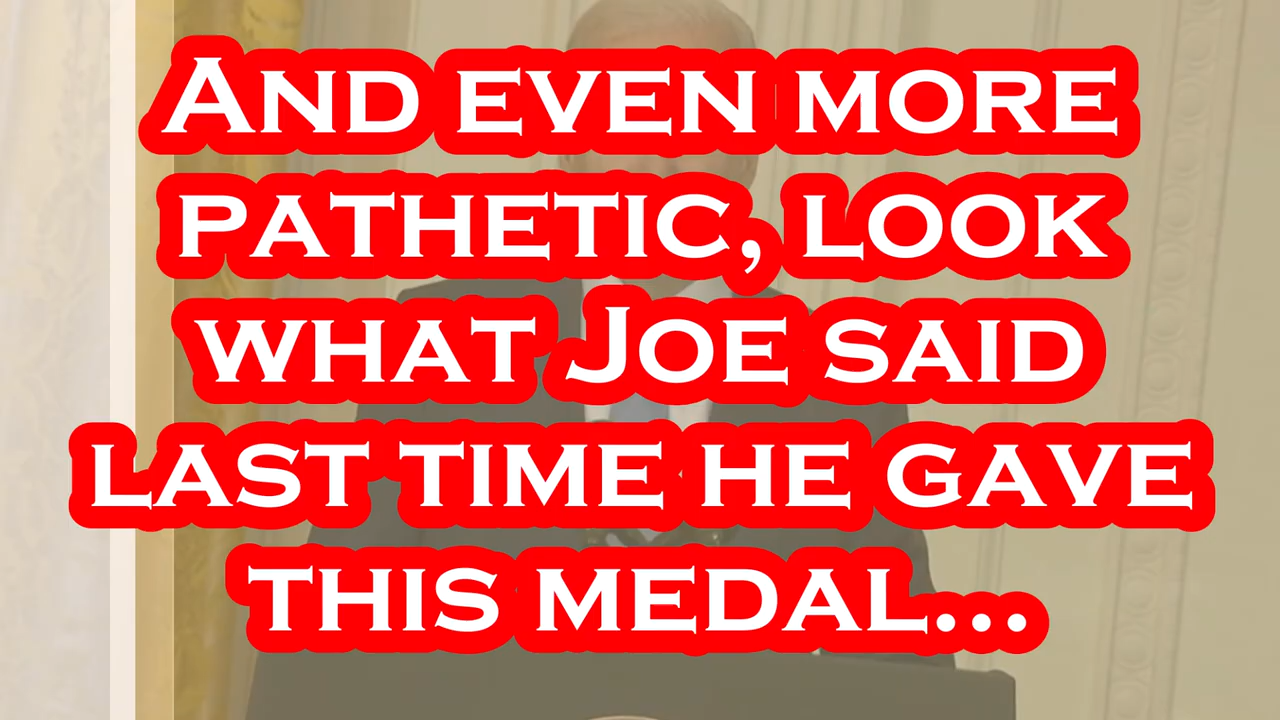 And even more
pathetic, look
what Joe said
last time he gave
this medal...